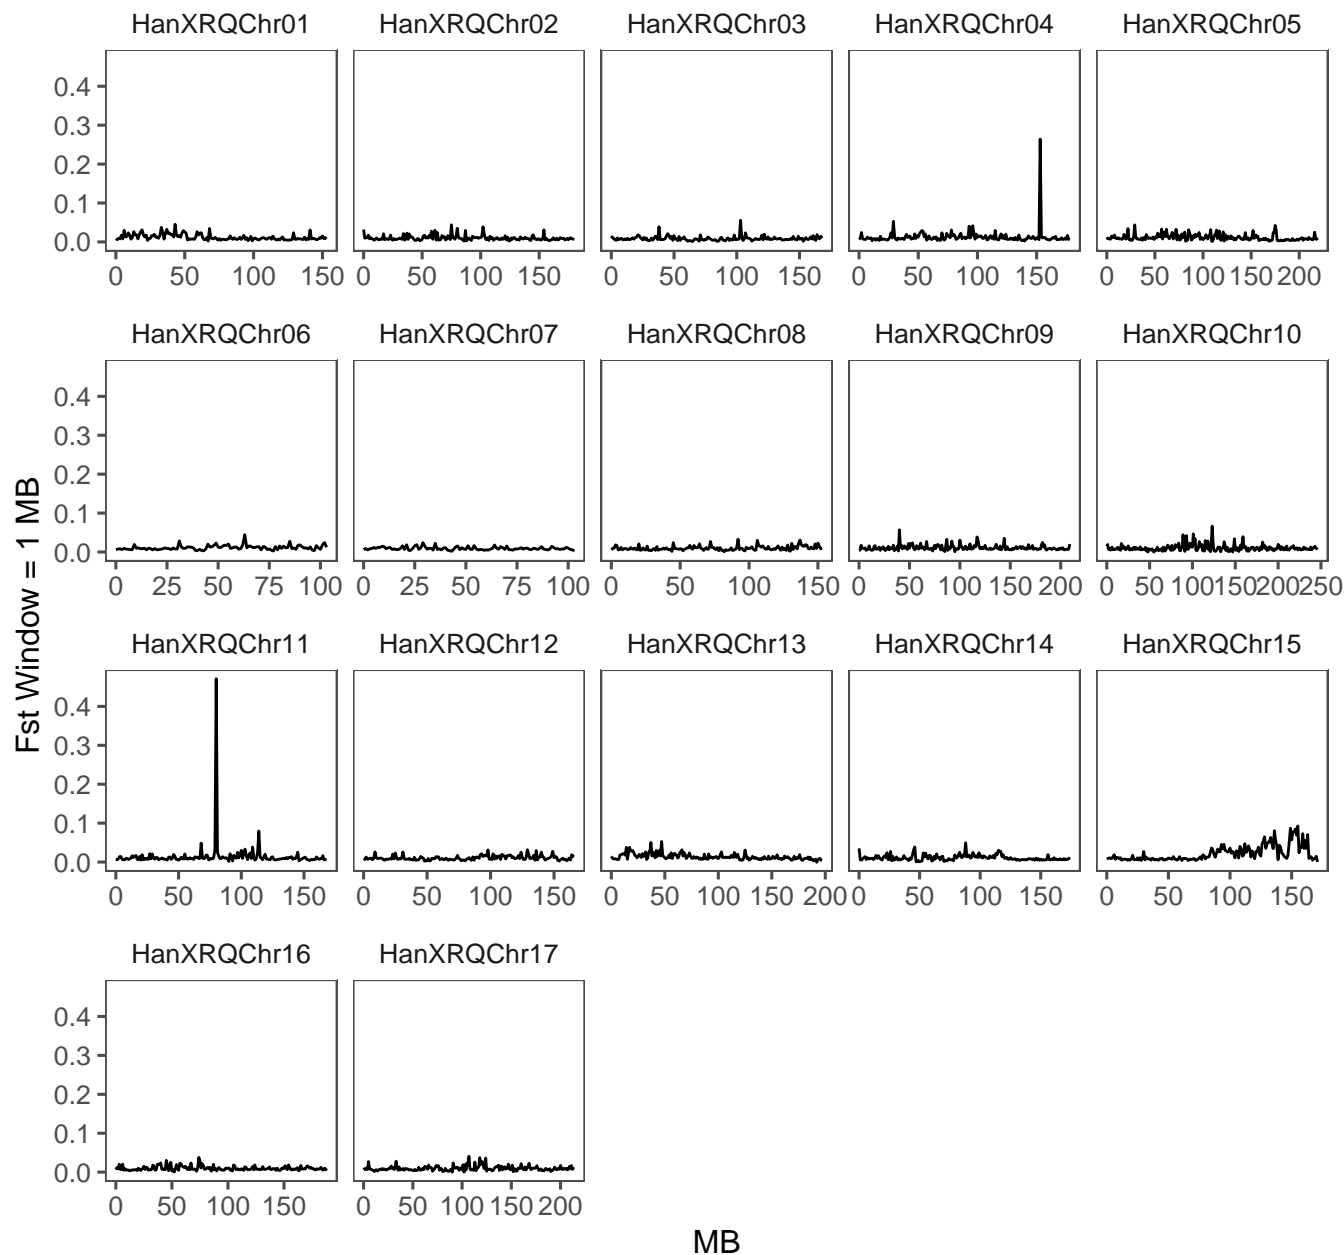 HanXRQChr01 HanXRQChr02 HanXRQChr03 HanXRQChr04 HanXRQChr05
0.4
0.3
0.2
0.1
0.0
0 50 100 150 0 50 100 150 0 50 100 150 0 50 100 150 0 50 100 150 200
HanXRQChr06 HanXRQChr07 HanXRQChr08 HanXRQChr09 HanXRQChr10
0.4
0.3
0.2
0.1
0.0
0 25 50 75 100 0 25 50 75 100 0 50 100 150 0 50 100 150 200 0 50 100 150 200 250
Fst Window = 1 MB
HanXRQChr11 HanXRQChr12 HanXRQChr13 HanXRQChr14 HanXRQChr15
0.4
0.3
0.2
0.1
0.0
0 50 100 150 0 50 100 150 0 50 100 150 200 0 50 100 150 0 50 100 150
HanXRQChr16 HanXRQChr17
0.4
0.3
0.2
0.1
0.0
0 50 100 150 0 50 100 150 200
MB